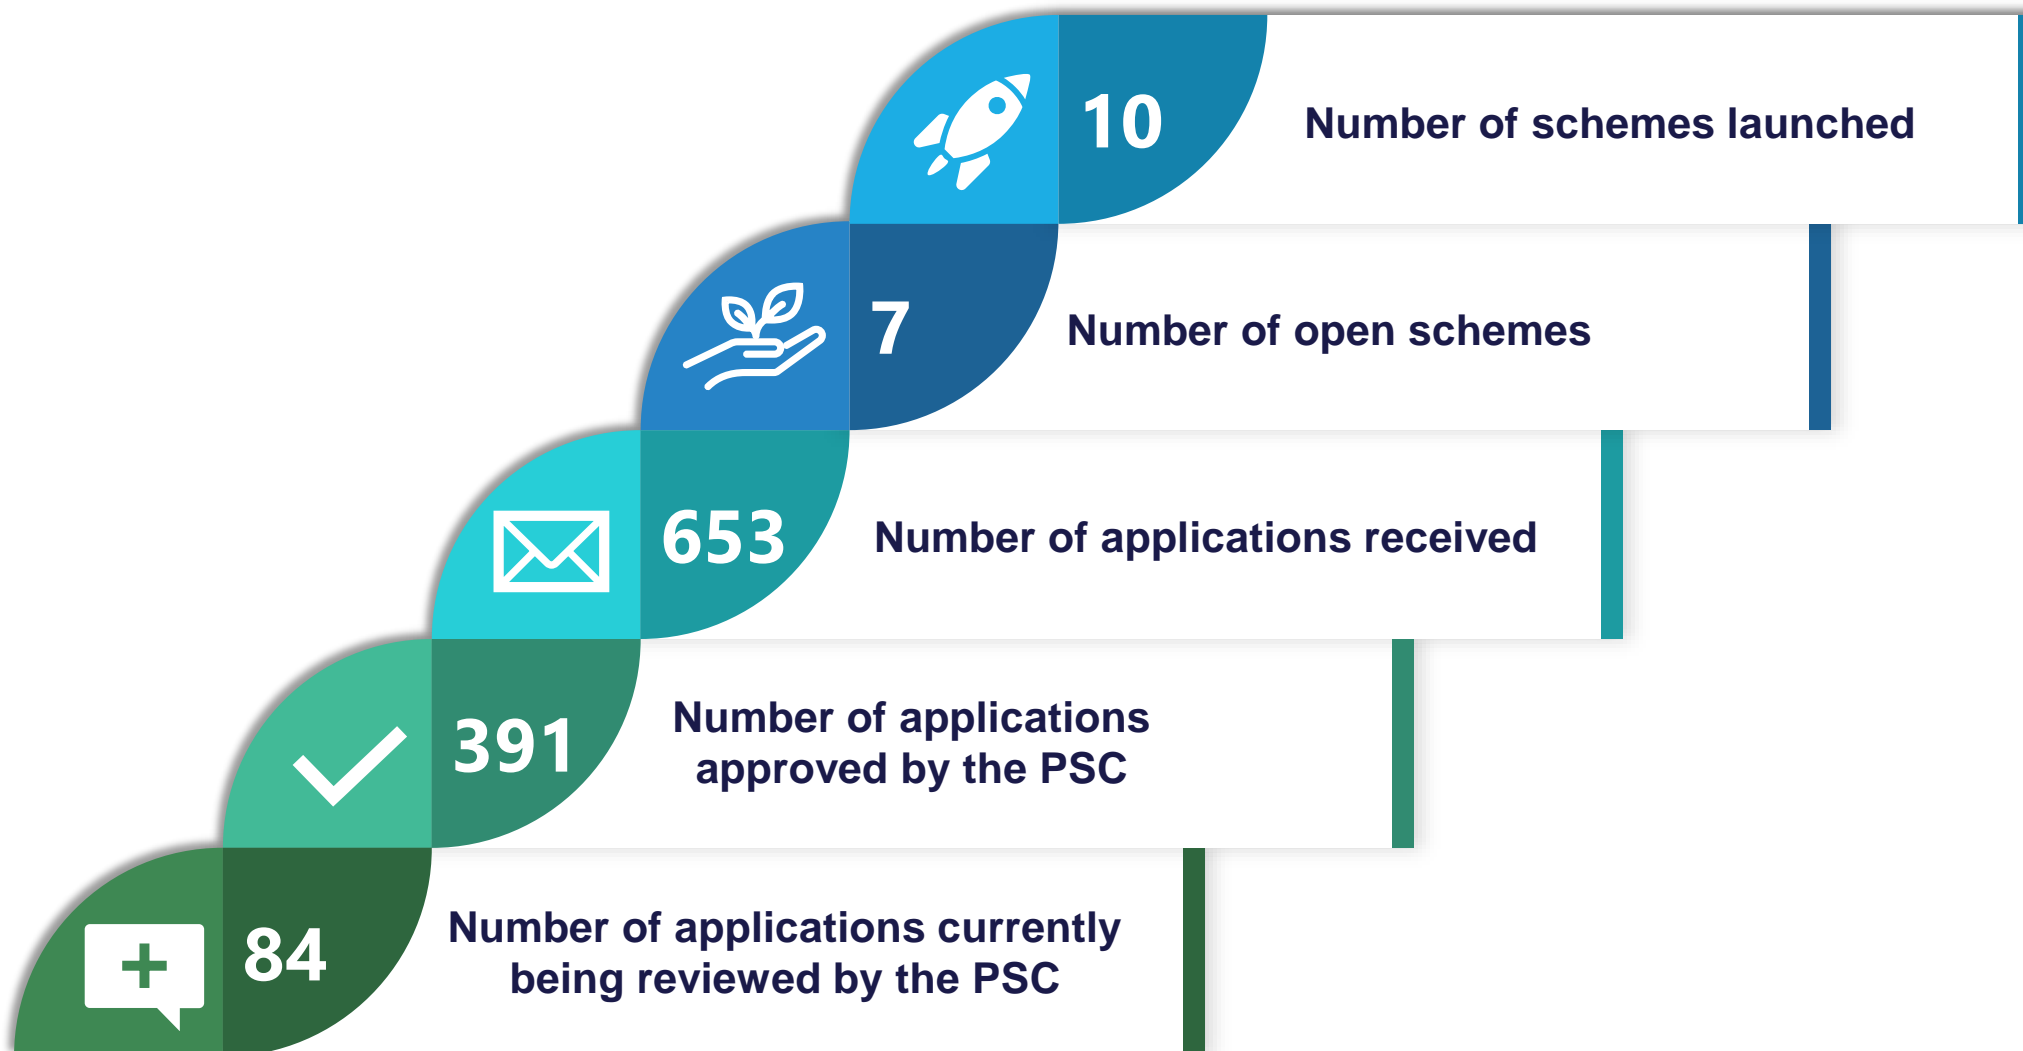 10
Number of schemes launched
7
Number of open schemes
653
Number of applications received
391
Number of applications
approved by the PSC
84
Number of applications currently
being reviewed by the PSC